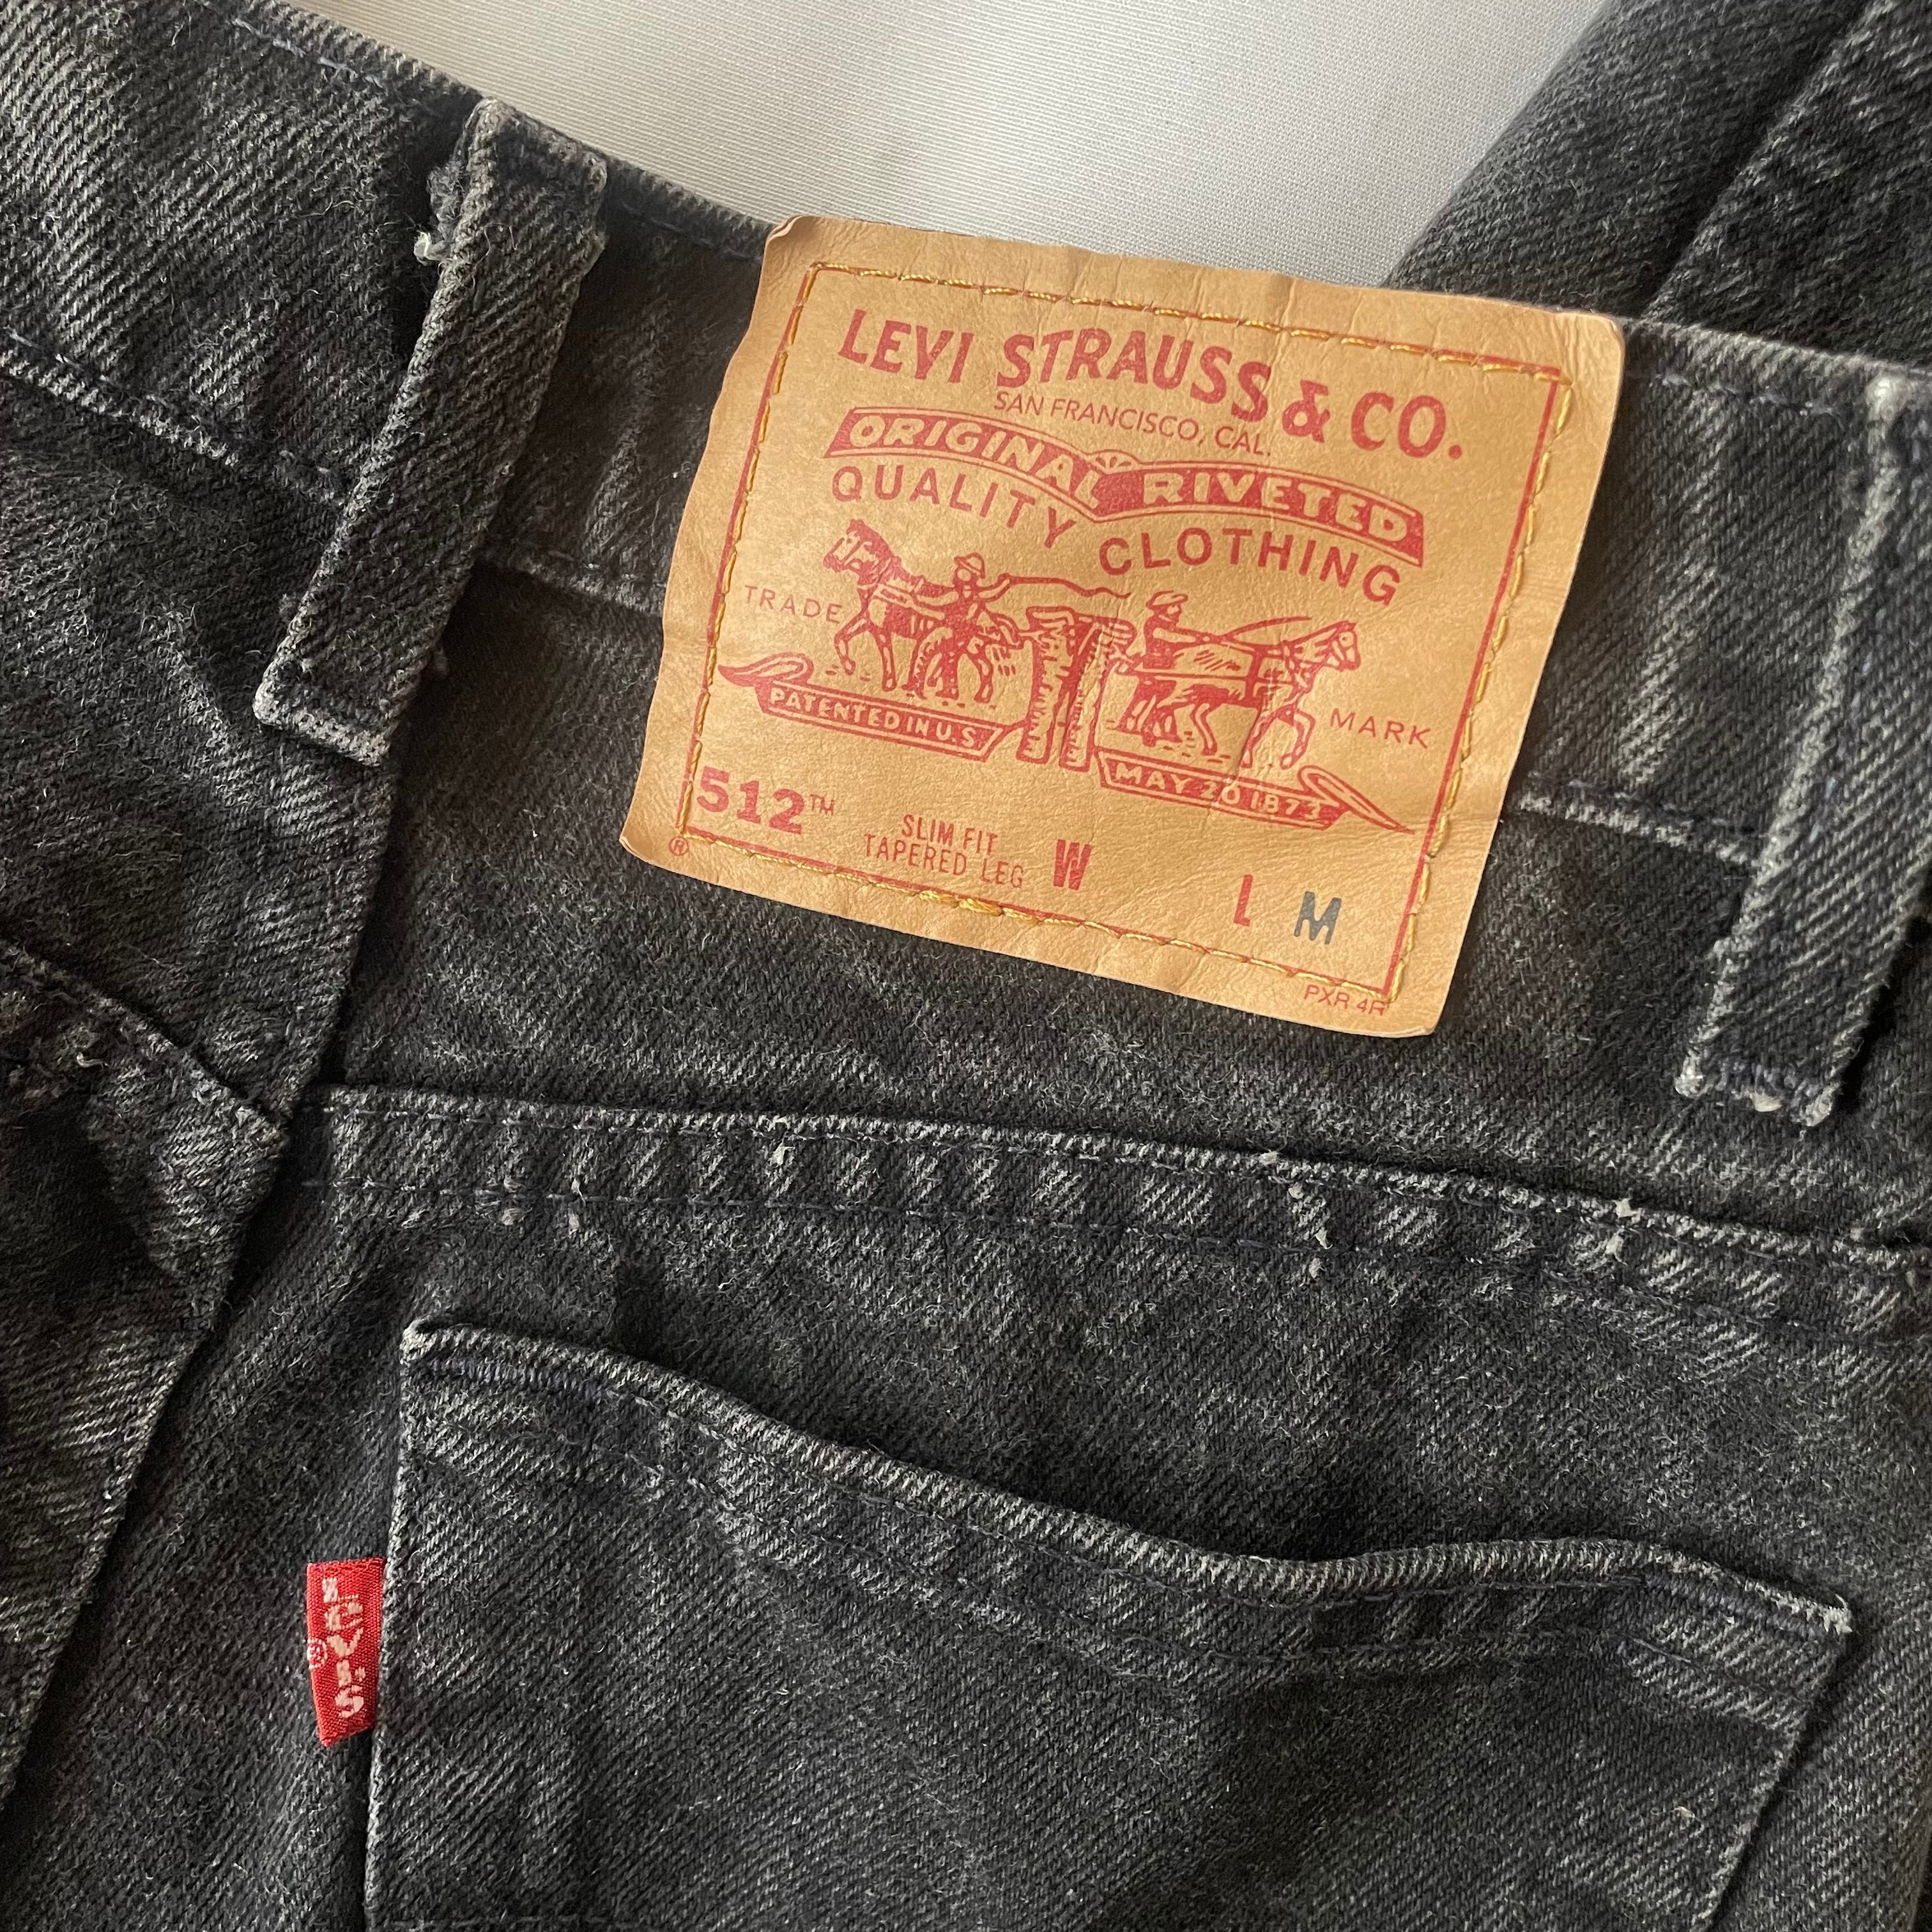 LEVI STRAUSS & CO.
SAN FRANCISCO, CAL.
ORIGINAL RIVETED
QUALITY CLOTHING
TRADE MARK
PATENTED IN U.S.
MAY 20 1873
512™ SLIM FIT
TAPERED LEG W L M
®
PXR 4R
LEVI'S
®